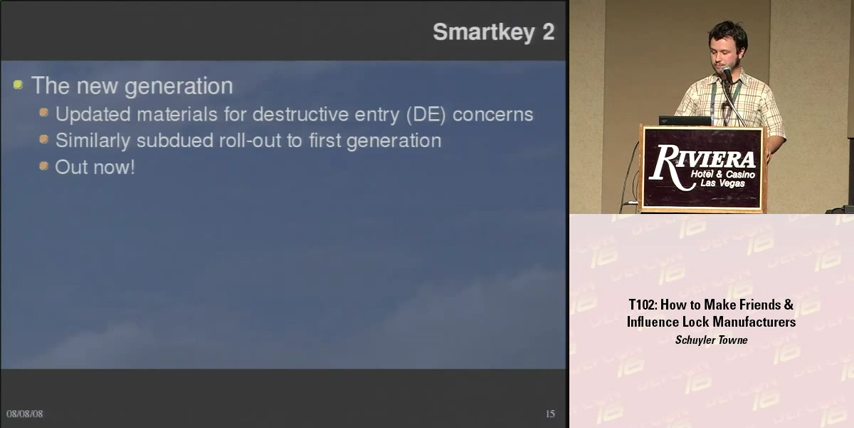 Smartkey 2
The new generation
Updated materials for destructive entry (DE) concerns
Similarly subdued roll-out to first generation
Out now!
08/08/08
15
RIVIERA
Hotel & Casino
Las Vegas
T102: How to Make Friends &
Influence Lock Manufacturers
Schuyler Towne